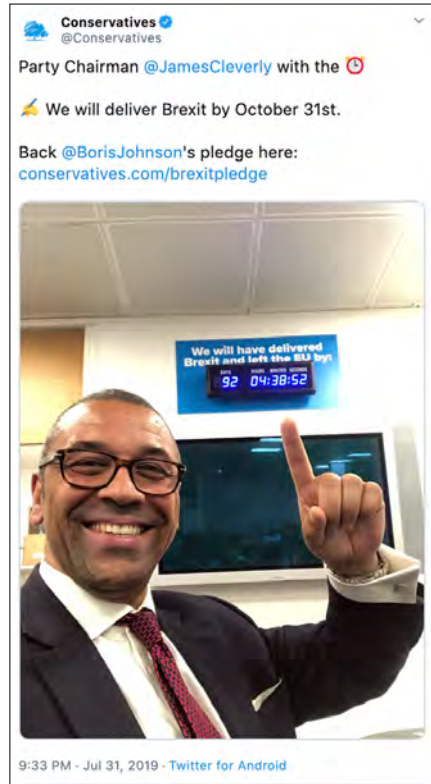 Conservatives
@Conservatives
Party Chairman @JamesCleverly with the ⏰
✍️ We will deliver Brexit by October 31st.
Back @BorisJohnson's pledge here:
conservatives.com/brexitpledge
We will have delivered
Brexit and left the EU by:
DAYS HOURS MINUTES SECONDS
92 04:38:52
9:33 PM · Jul 31, 2019 · Twitter for Android